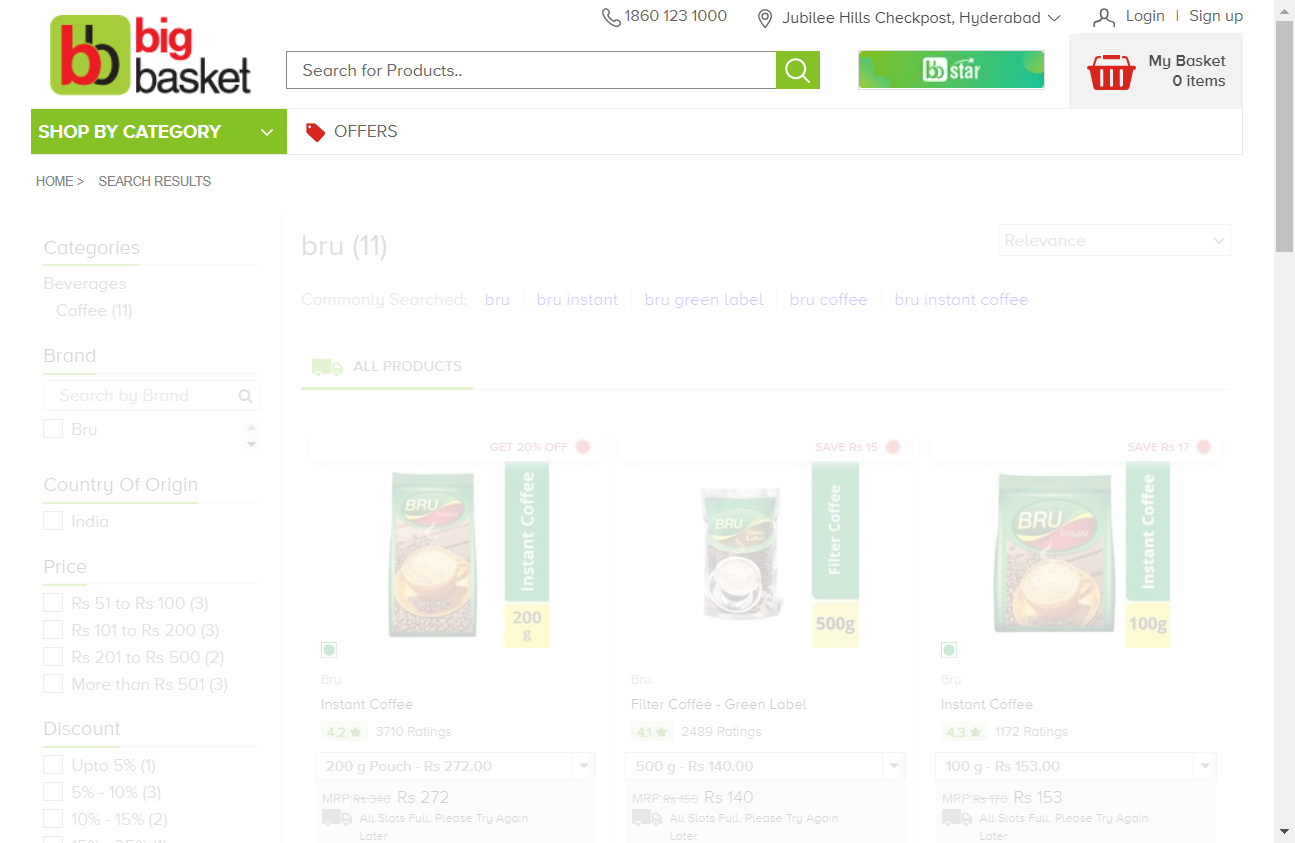 1860 123 1000
Jubilee Hills Checkpost, Hyderabad
Login | Sign up
bb big basket
Search for Products..
bb star
My Basket
0 items
SHOP BY CATEGORY
OFFERS
HOME > SEARCH RESULTS
Categories
Beverages
Coffee (11)
Brand
Search by Brand
Bru
Country Of Origin
India
Price
Rs 51 to Rs 100 (3)
Rs 101 to Rs 200 (3)
Rs 201 to Rs 500 (2)
More than Rs 501 (3)
Discount
Upto 5% (1)
5% - 10% (3)
10% - 15% (2)
bru (11)
Relevance
Commonly Searched: bru bru instant bru green label bru coffee bru instant coffee
ALL PRODUCTS
GET 20% OFF
BRU
Instant
Instant Coffee
200 g
Bru
Instant Coffee
4.2 ★ 3710 Ratings
200 g Pouch - Rs 272.00
MRP:Rs 340 Rs 272
All Slots Full. Please Try Again
Later
SAVE Rs 15
BRU
Green Label
Filter Coffee
500g
Bru
Filter Coffee - Green Label
4.1 ★ 2489 Ratings
500 g - Rs 140.00
MRP:Rs 155 Rs 140
All Slots Full. Please Try Again
Later
SAVE Rs 17
BRU
Instant
Instant Coffee
100g
Bru
Instant Coffee
4.3 ★ 1172 Ratings
100 g - Rs 153.00
MRP:Rs 170 Rs 153
All Slots Full. Please Try Again
Later